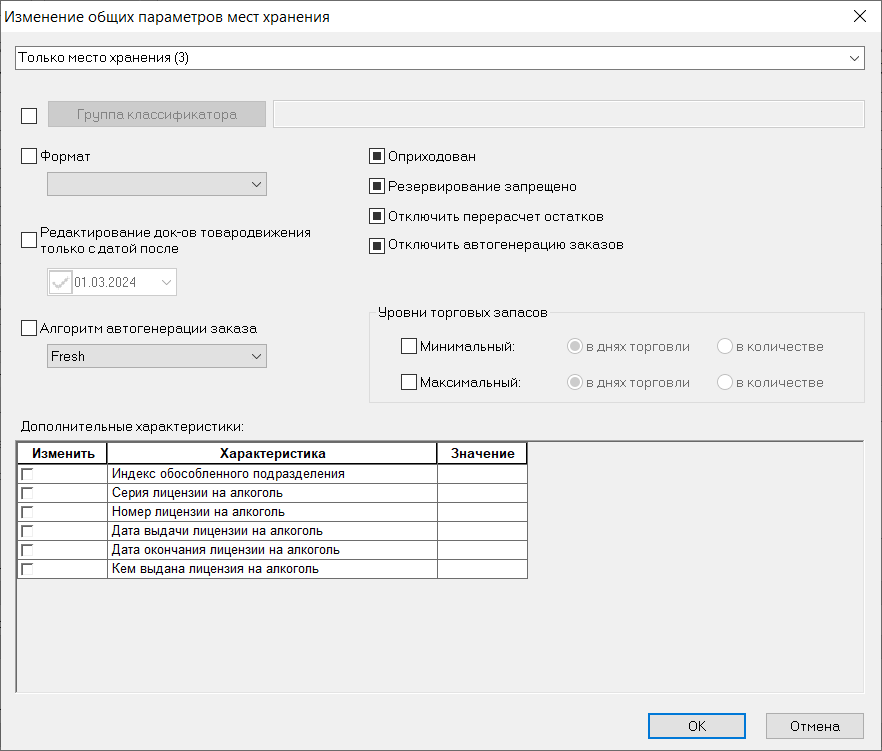 Изменение общих параметров мест хранения
Только место хранения (3)
Группа классификатора
Формат
Оприходован
Резервирование запрещено
Отключить перерасчет остатков
Отключить автогенерацию заказов
Редактирование док-ов товародвижения
только с датой после
01.03.2024
Алгоритм автогенерации заказа
Fresh
Уровни торговых запасов
Минимальный: в днях торговли в количестве
Максимальный: в днях торговли в количестве
Дополнительные характеристики:
Изменить Характеристика Значение
Индекс обособленного подразделения
Серия лицензии на алкоголь
Номер лицензии на алкоголь
Дата выдачи лицензии на алкоголь
Дата окончания лицензии на алкоголь
Кем выдана лицензия на алкоголь
OK Отмена